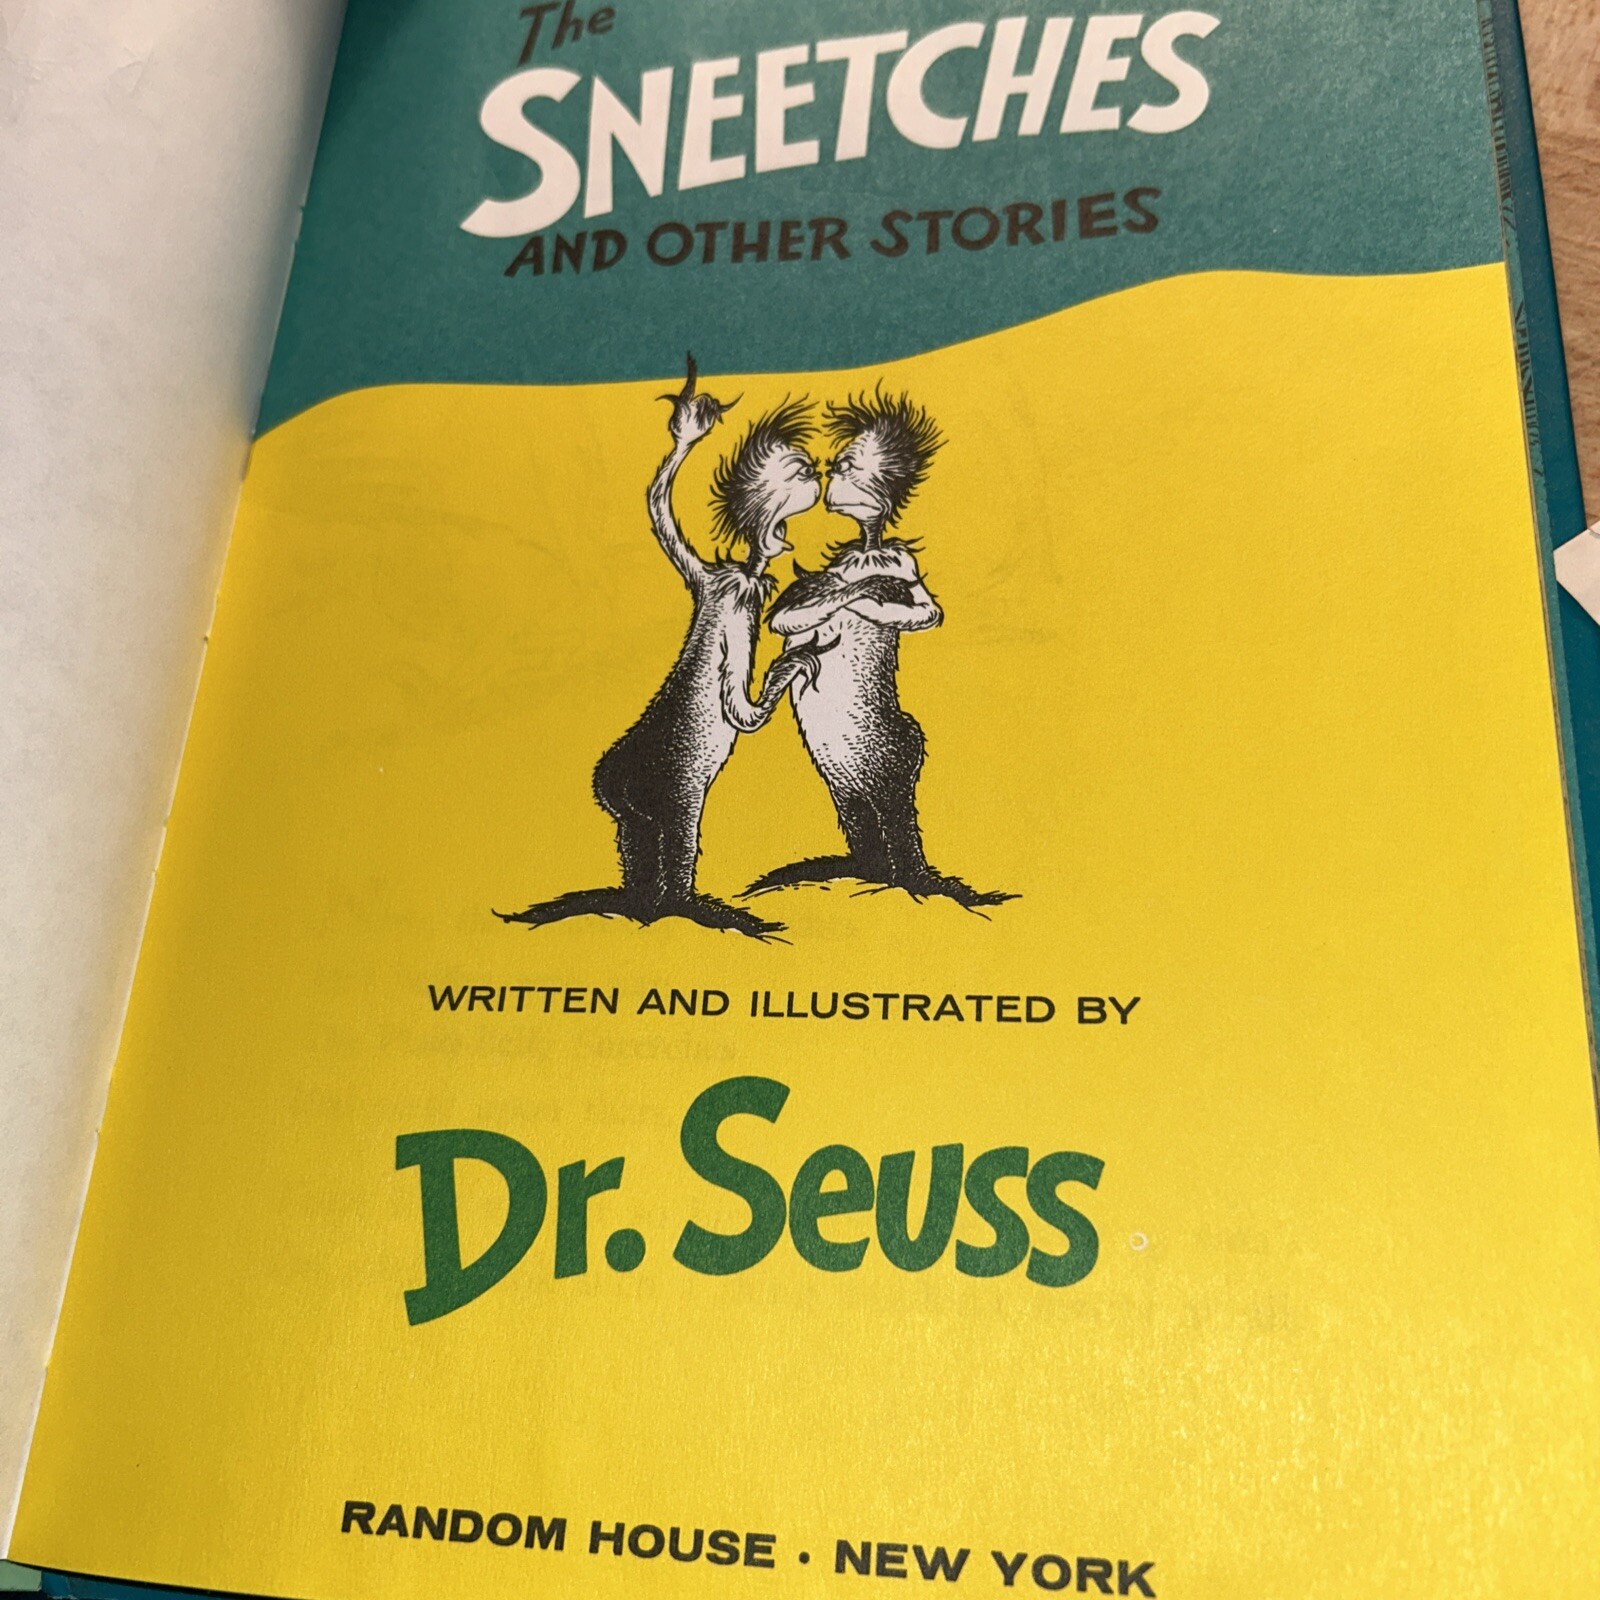 The
SNEETCHES
AND OTHER STORIES
WRITTEN AND ILLUSTRATED BY
Dr. Seuss
RANDOM HOUSE · NEW YORK